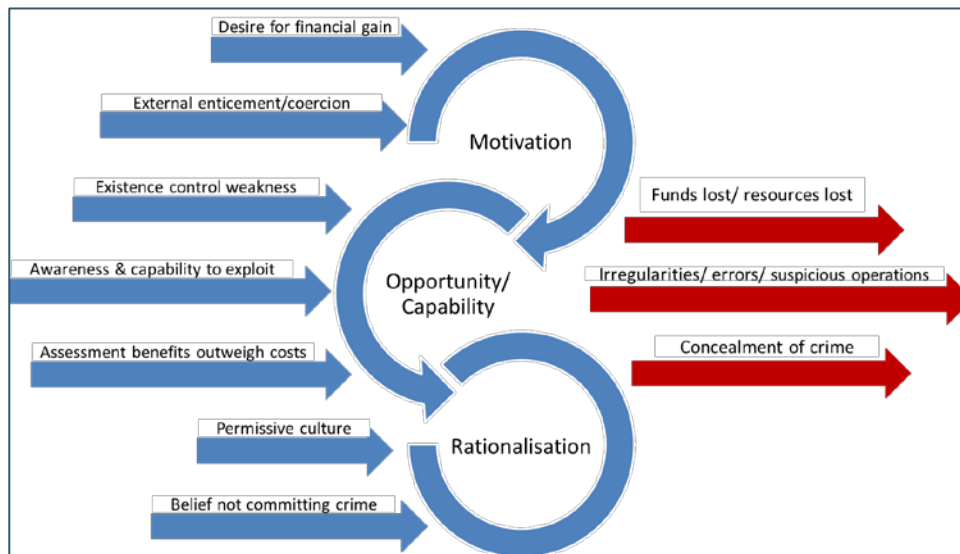 Desire for financial gain
External enticement/coercion
Motivation
Existence control weakness
Funds lost/ resources lost
Awareness & capability to exploit
Opportunity/
Capability
Irregularities/ errors/ suspicious operations
Assessment benefits outweigh costs
Concealment of crime
Permissive culture
Rationalisation
Belief not committing crime